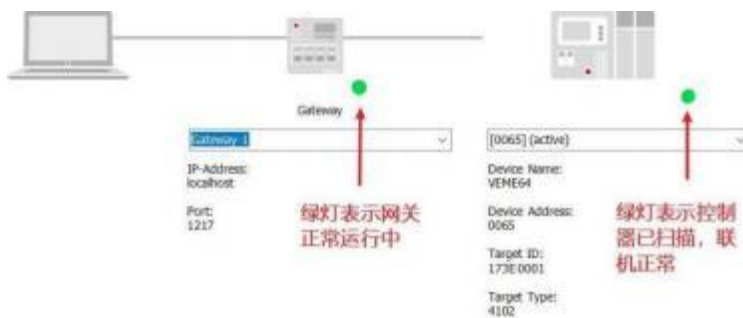 Gateway
Gateway 1
IP-Address:
localhost
Port:
1217
绿灯表示网关
正常运行中
[0065] (active)
Device Name:
VEME64
Device Address:
0065
Target ID:
173E 0001
Target Type:
4102
绿灯表示控制
器已扫描，联
机正常